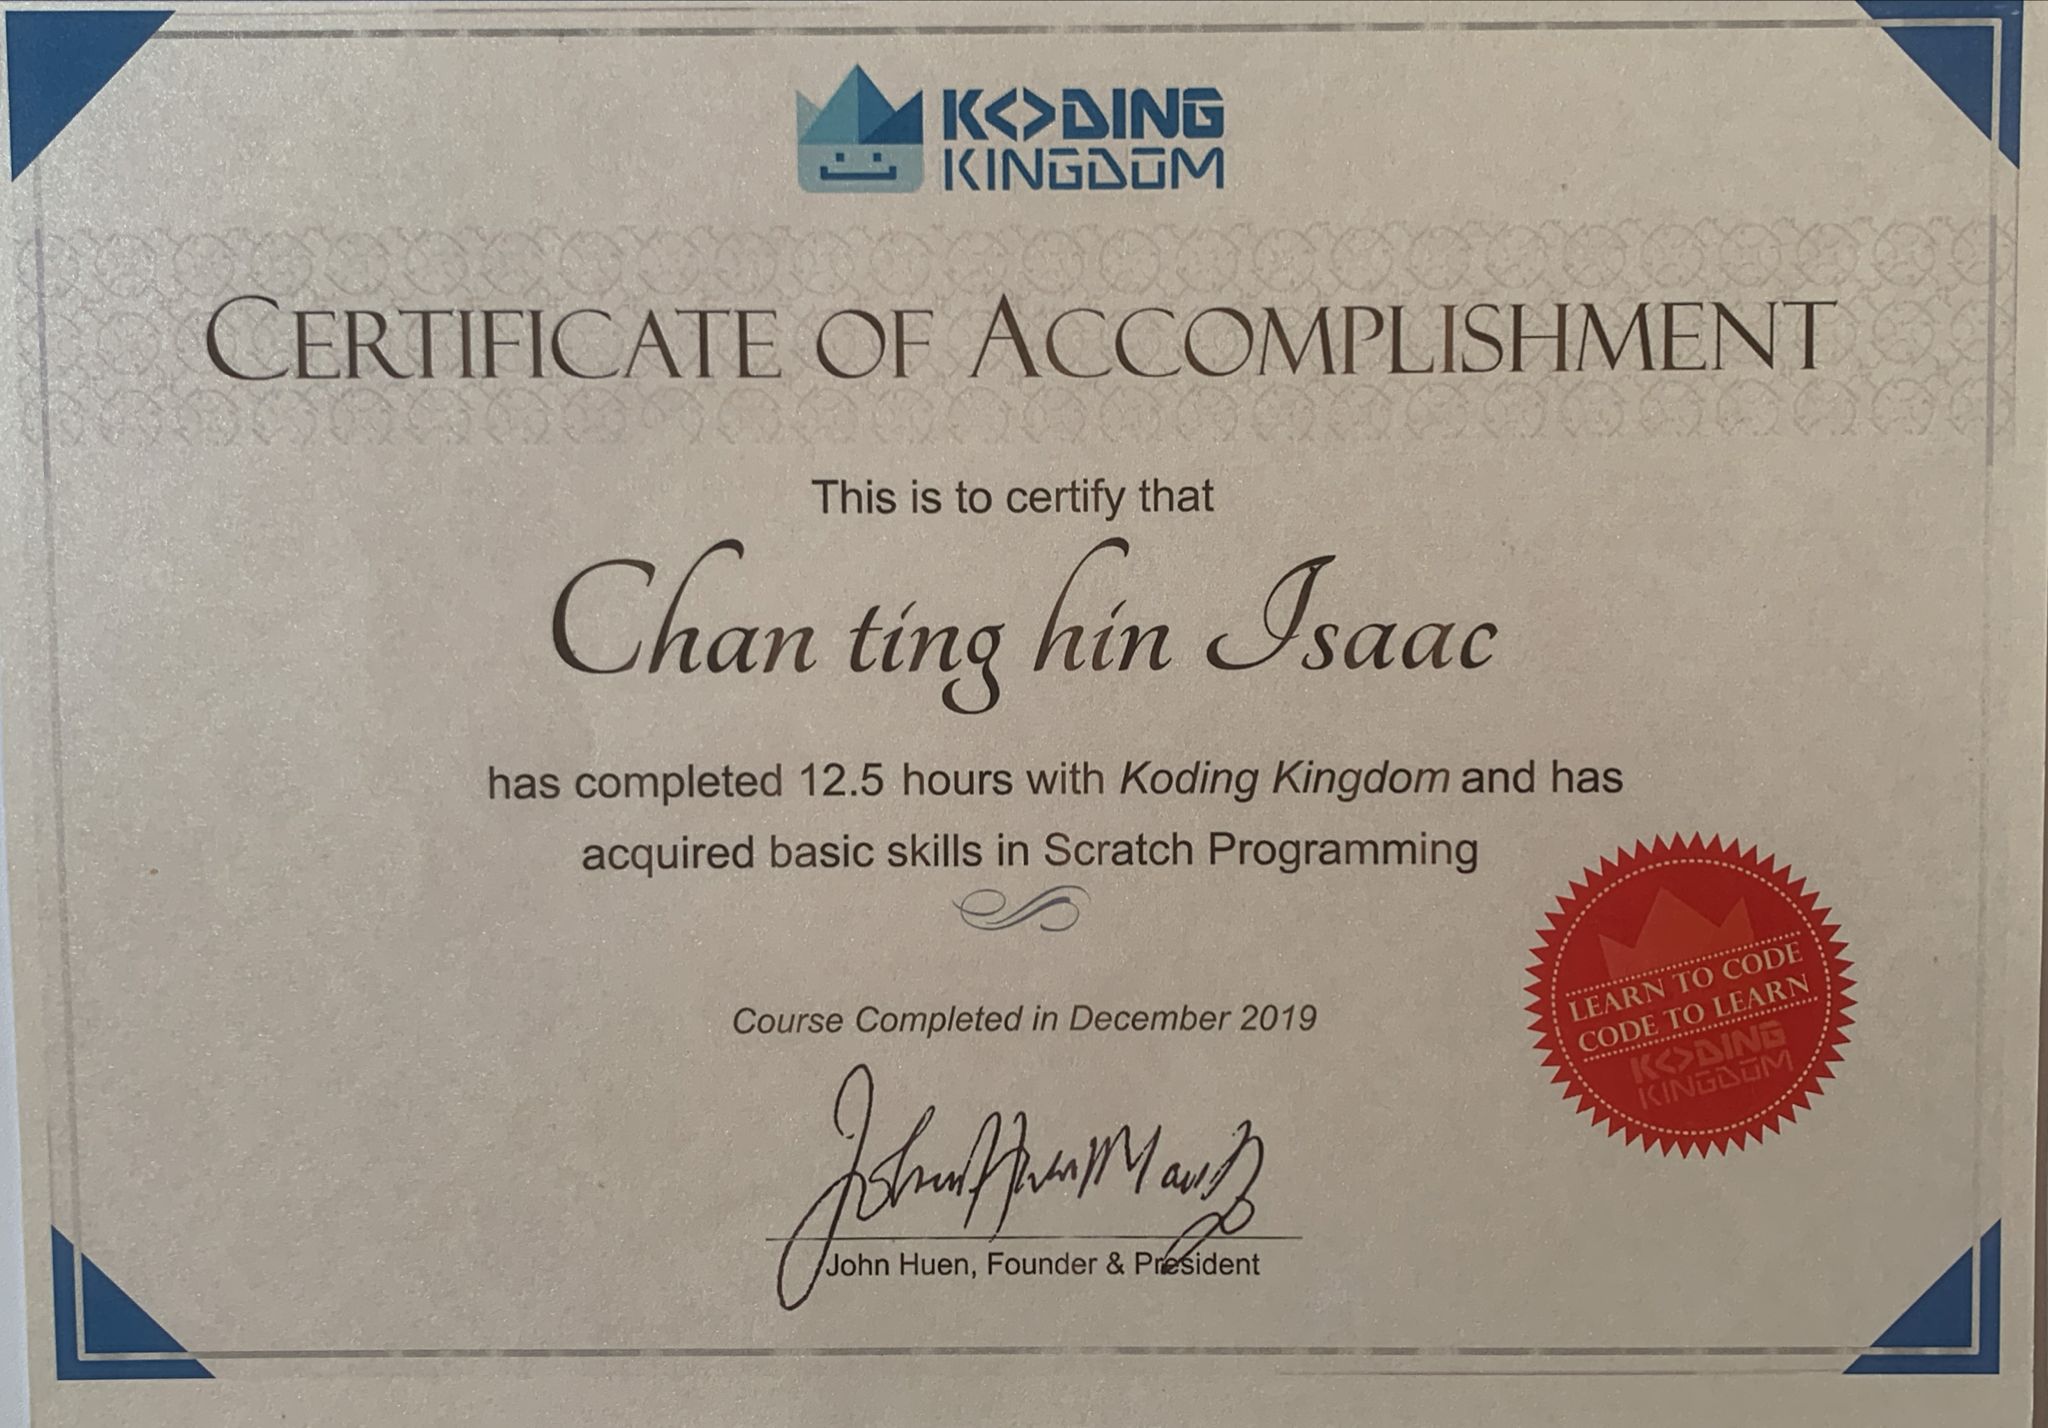 K<>DING
KINGDOM
CERTIFICATE OF ACCOMPLISHMENT
This is to certify that
Chan ting hin Isaac
has completed 12.5 hours with Koding Kingdom and has
acquired basic skills in Scratch Programming
LEARN TO CODE
CODE TO LEARN
K<>DING
KINGDOM
Course Completed in December 2019
John Huen, Founder & President